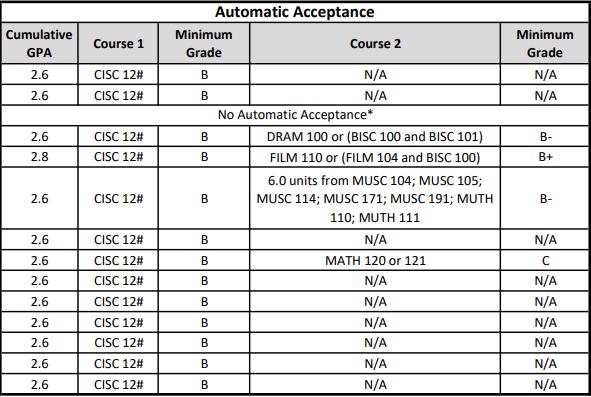 Automatic Acceptance
Cumulative GPA Course 1 Minimum Grade Course 2 Minimum Grade
2.6 CISC 12# B N/A N/A
2.6 CISC 12# B N/A N/A
No Automatic Acceptance*
2.6 CISC 12# B DRAM 100 or (BISC 100 and BISC 101) B-
2.8 CISC 12# B FILM 110 or (FILM 104 and BISC 100) B+
2.6 CISC 12# B 6.0 units from MUSC 104; MUSC 105; MUSC 114; MUSC 171; MUSC 191; MUTH 110; MUTH 111 B-
2.6 CISC 12# B N/A N/A
2.6 CISC 12# B MATH 120 or 121 C
2.6 CISC 12# B N/A N/A
2.6 CISC 12# B N/A N/A
2.6 CISC 12# B N/A N/A
2.6 CISC 12# B N/A N/A
2.6 CISC 12# B N/A N/A
2.6 CISC 12# B N/A N/A